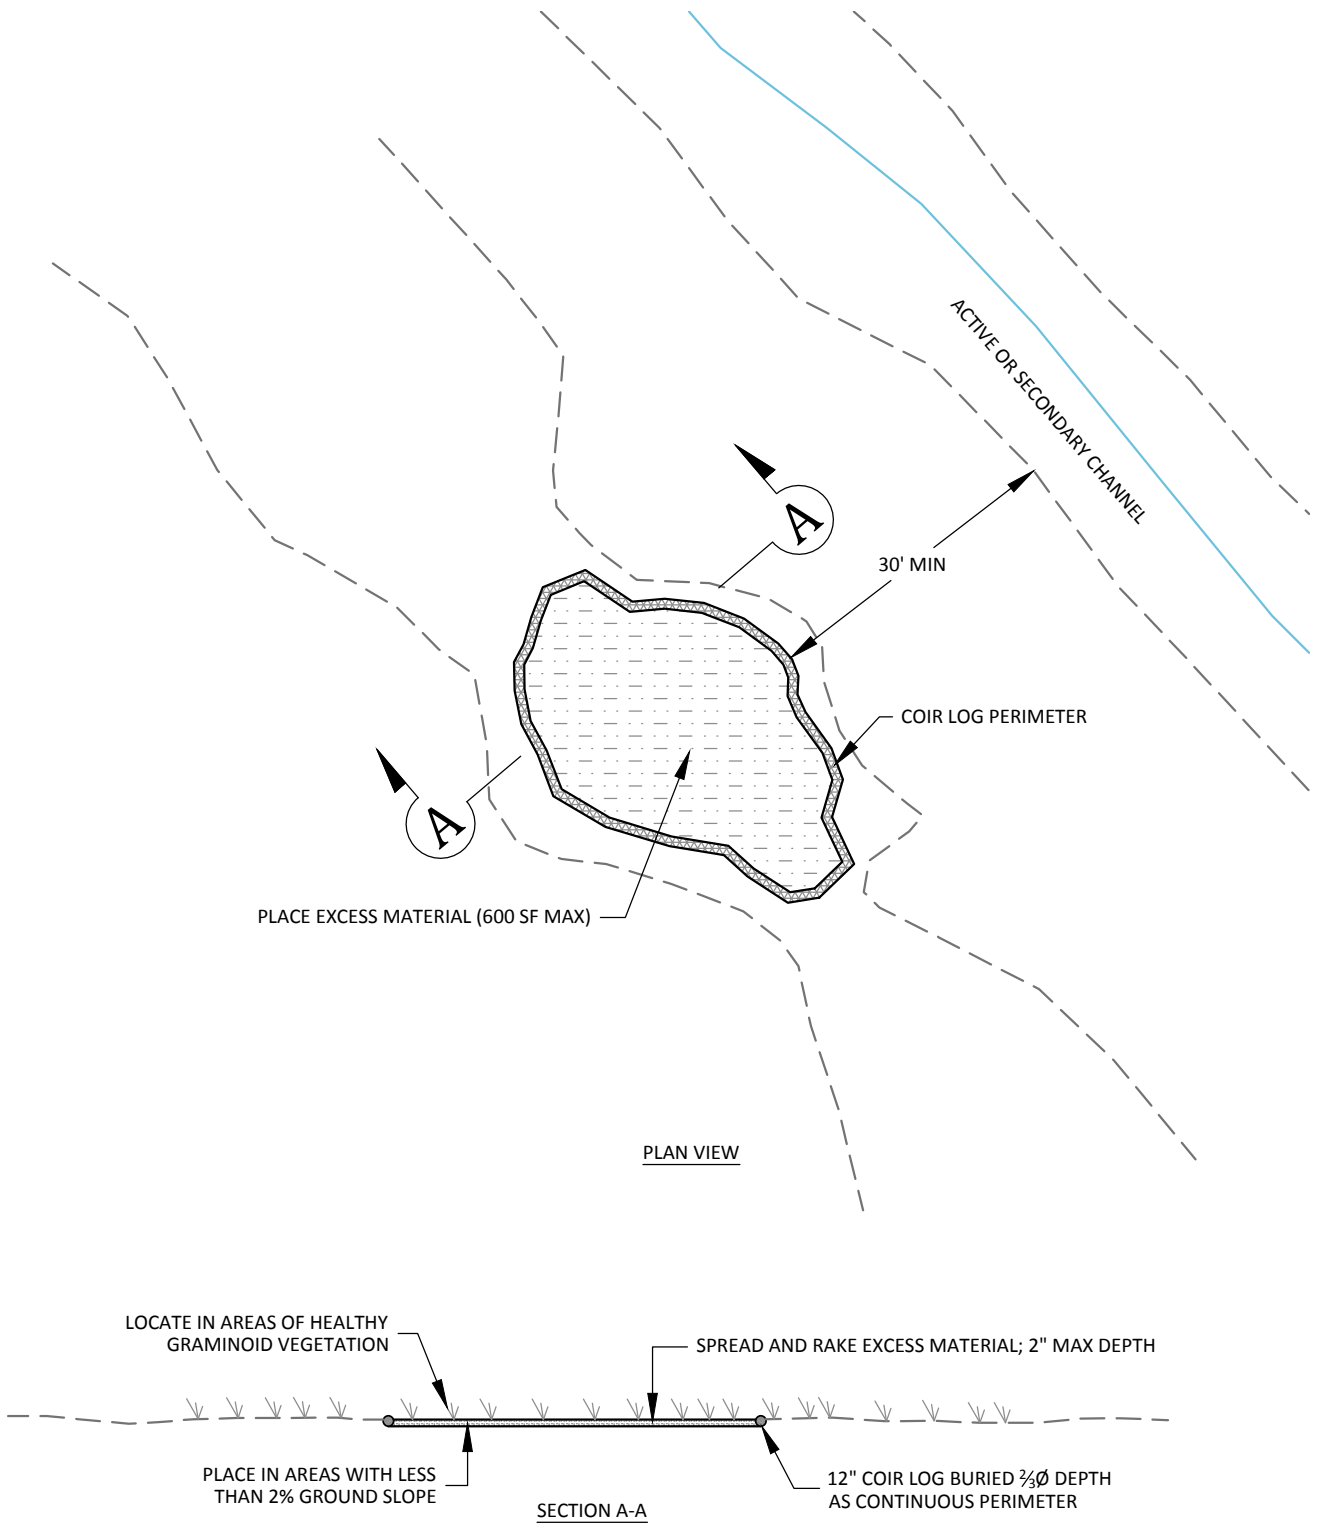 ACTIVE OR SECONDARY CHANNEL
A
30' MIN
COIR LOG PERIMETER
A
PLACE EXCESS MATERIAL (600 SF MAX)
PLAN VIEW
LOCATE IN AREAS OF HEALTHY
GRAMINOID VEGETATION
SPREAD AND RAKE EXCESS MATERIAL; 2" MAX DEPTH
PLACE IN AREAS WITH LESS
THAN 2% GROUND SLOPE
12" COIR LOG BURIED ⅔Ø DEPTH
AS CONTINUOUS PERIMETER
SECTION A-A